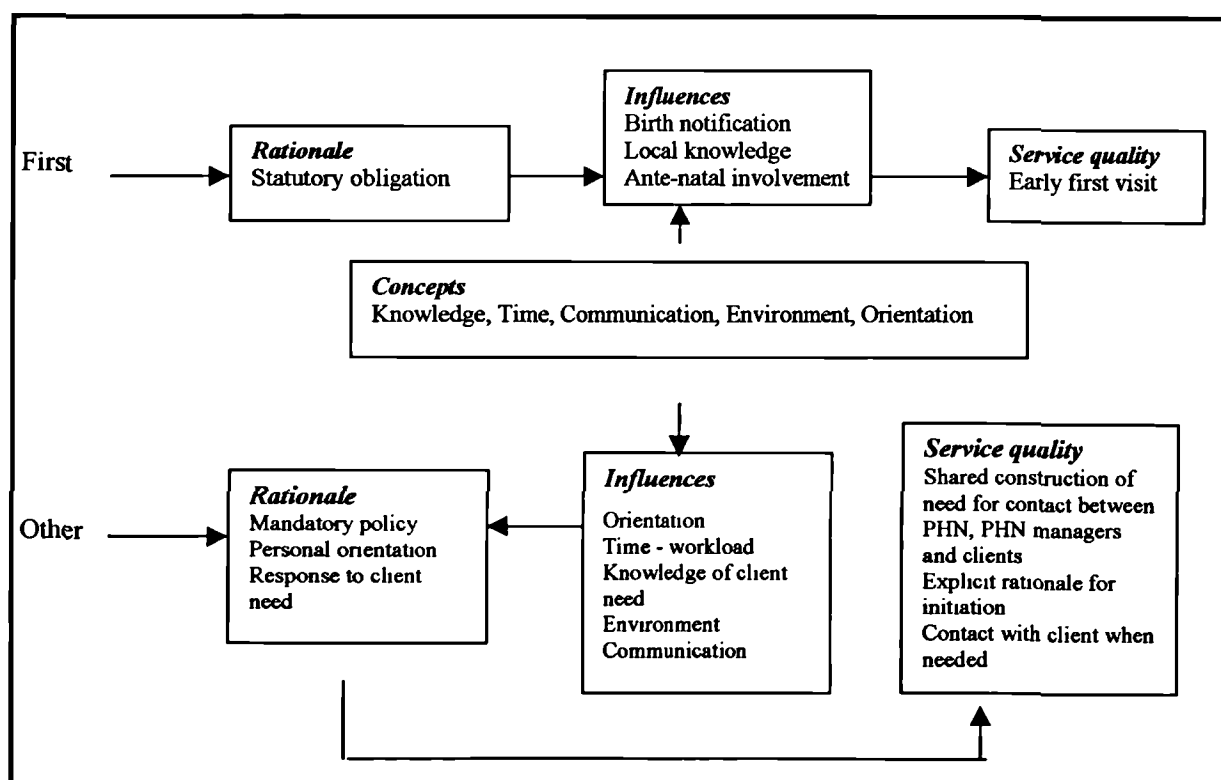 First
Rationale
Statutory obligation
Influences
Birth notification
Local knowledge
Ante-natal involvement
Service quality
Early first visit
Concepts
Knowledge, Time, Communication, Environment, Orientation
Other
Rationale
Mandatory policy
Personal orientation
Response to client
need
Influences
Orientation
Time - workload
Knowledge of client
need
Environment
Communication
Service quality
Shared construction of
need for contact between
PHN, PHN managers
and clients
Explicit rationale for
initiation
Contact with client when
needed